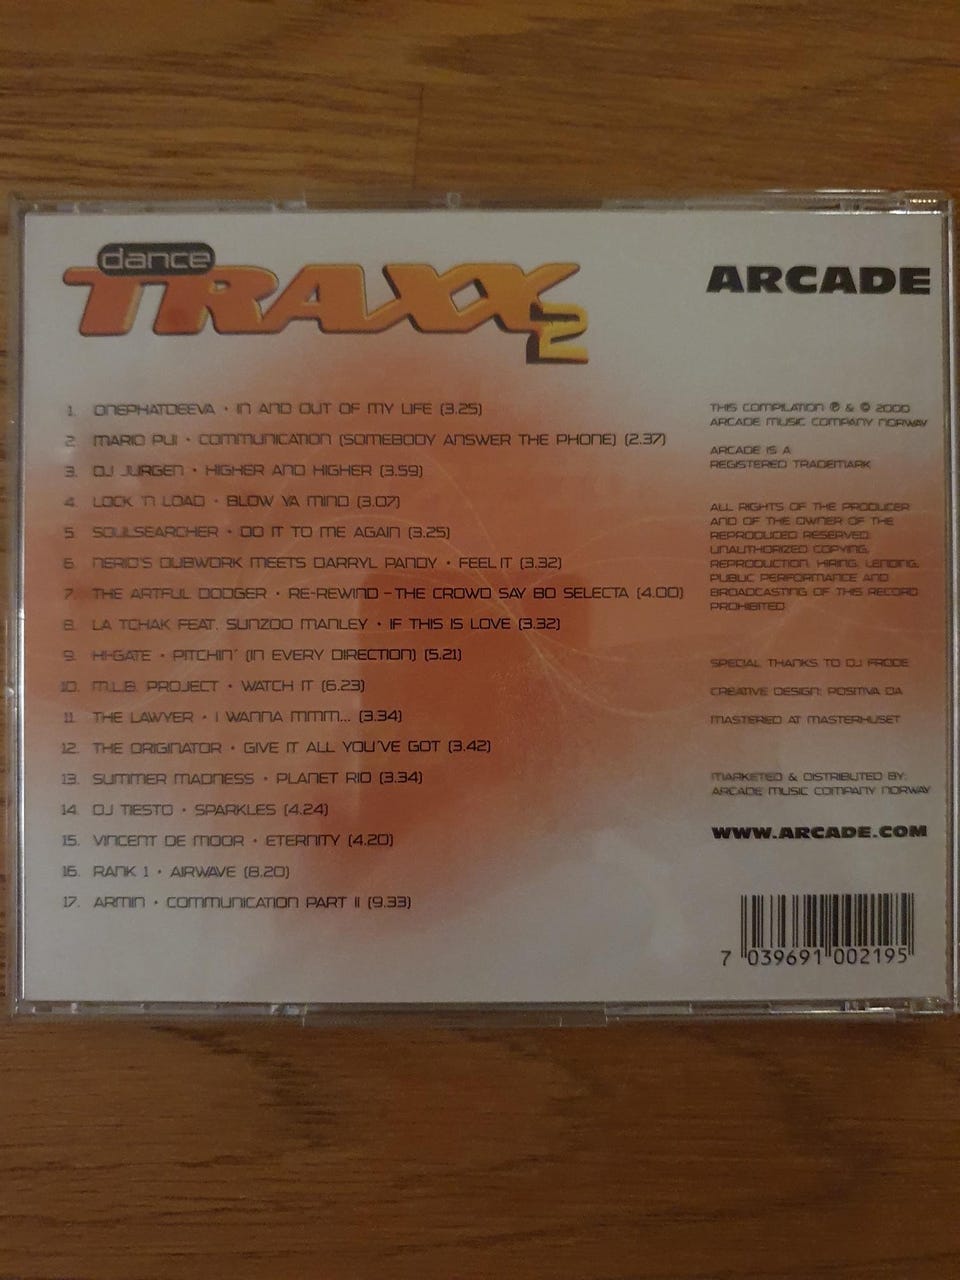 dance
TRAXX 2
ARCADE
1. ONEPHATDEEVA • IN AND OUT OF MY LIFE (3.25)
2. MARIO PUI • COMMUNICATION (SOMEBODY ANSWER THE PHONE) (2.37)
3. DJ JURGEN • HIGHER AND HIGHER (3.59)
4. LOCK 'N LOAD • BLOW YA MIND (3.07)
5. SOULSEARCHER • DO IT TO ME AGAIN (3.25)
6. NERIO'S DUBWORK MEETS DARRYL PANDY • FEEL IT (3.32)
7. THE ARTFUL DODGER • RE-REWIND – THE CROWD SAY BO SELECTA (4.00)
8. LA TCHAK FEAT. SUNZOO MANLEY • IF THIS IS LOVE (3.32)
9. HI-GATE • PITCHIN' (IN EVERY DIRECTION) (5.21)
10. M.L.B. PROJECT • WATCH IT (6.23)
11. THE LAWYER • I WANNA MMM... (3.34)
12. THE ORIGINATOR • GIVE IT ALL YOU'VE GOT (3.42)
13. SUMMER MADNESS • PLANET RIO (3.34)
14. DJ TIESTO • SPARKLES (4.24)
15. VINCENT DE MOOR • ETERNITY (4.20)
16. RANK 1 • AIRWAVE (8.20)
17. ARMIN • COMMUNICATION PART II (9.33)
THIS COMPILATION ℗ & © 2000
ARCADE MUSIC COMPANY NORWAY
ARCADE IS A
REGISTERED TRADEMARK
ALL RIGHTS OF THE PRODUCER
AND OF THE OWNER OF THE
REPRODUCED RESERVED.
UNAUTHORIZED COPYING,
REPRODUCTION, HIRING, LENDING,
PUBLIC PERFORMANCE AND
BROADCASTING OF THIS RECORD
PROHIBITED
SPECIAL THANKS TO DJ FRODE
CREATIVE DESIGN: POSITIVA DA
MASTERED AT MASTERHUSET
MARKETED & DISTRIBUTED BY:
ARCADE MUSIC COMPANY NORWAY
WWW.ARCADE.COM
7 039691 002195